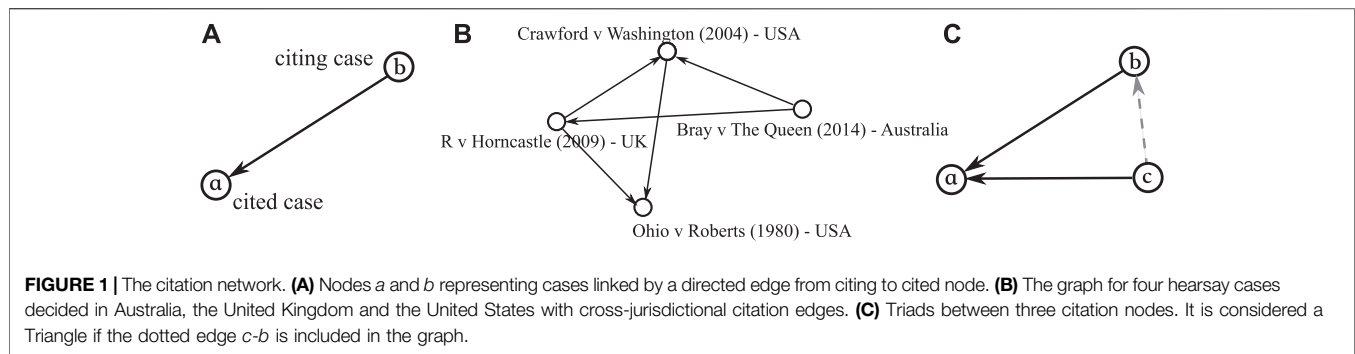 A
B
C
Crawford v Washington (2004) - USA
citing case
b
b
R v Horncastle (2009) - UK
Bray v The Queen (2014) - Australia
a
cited case
a
c
Ohio v Roberts (1980) - USA
FIGURE 1 | The citation network. (A) Nodes a and b representing cases linked by a directed edge from citing to cited node. (B) The graph for four hearsay cases
decided in Australia, the United Kingdom and the United States with cross-jurisdictional citation edges. (C) Triads between three citation nodes. It is considered a
Triangle if the dotted edge c-b is included in the graph.